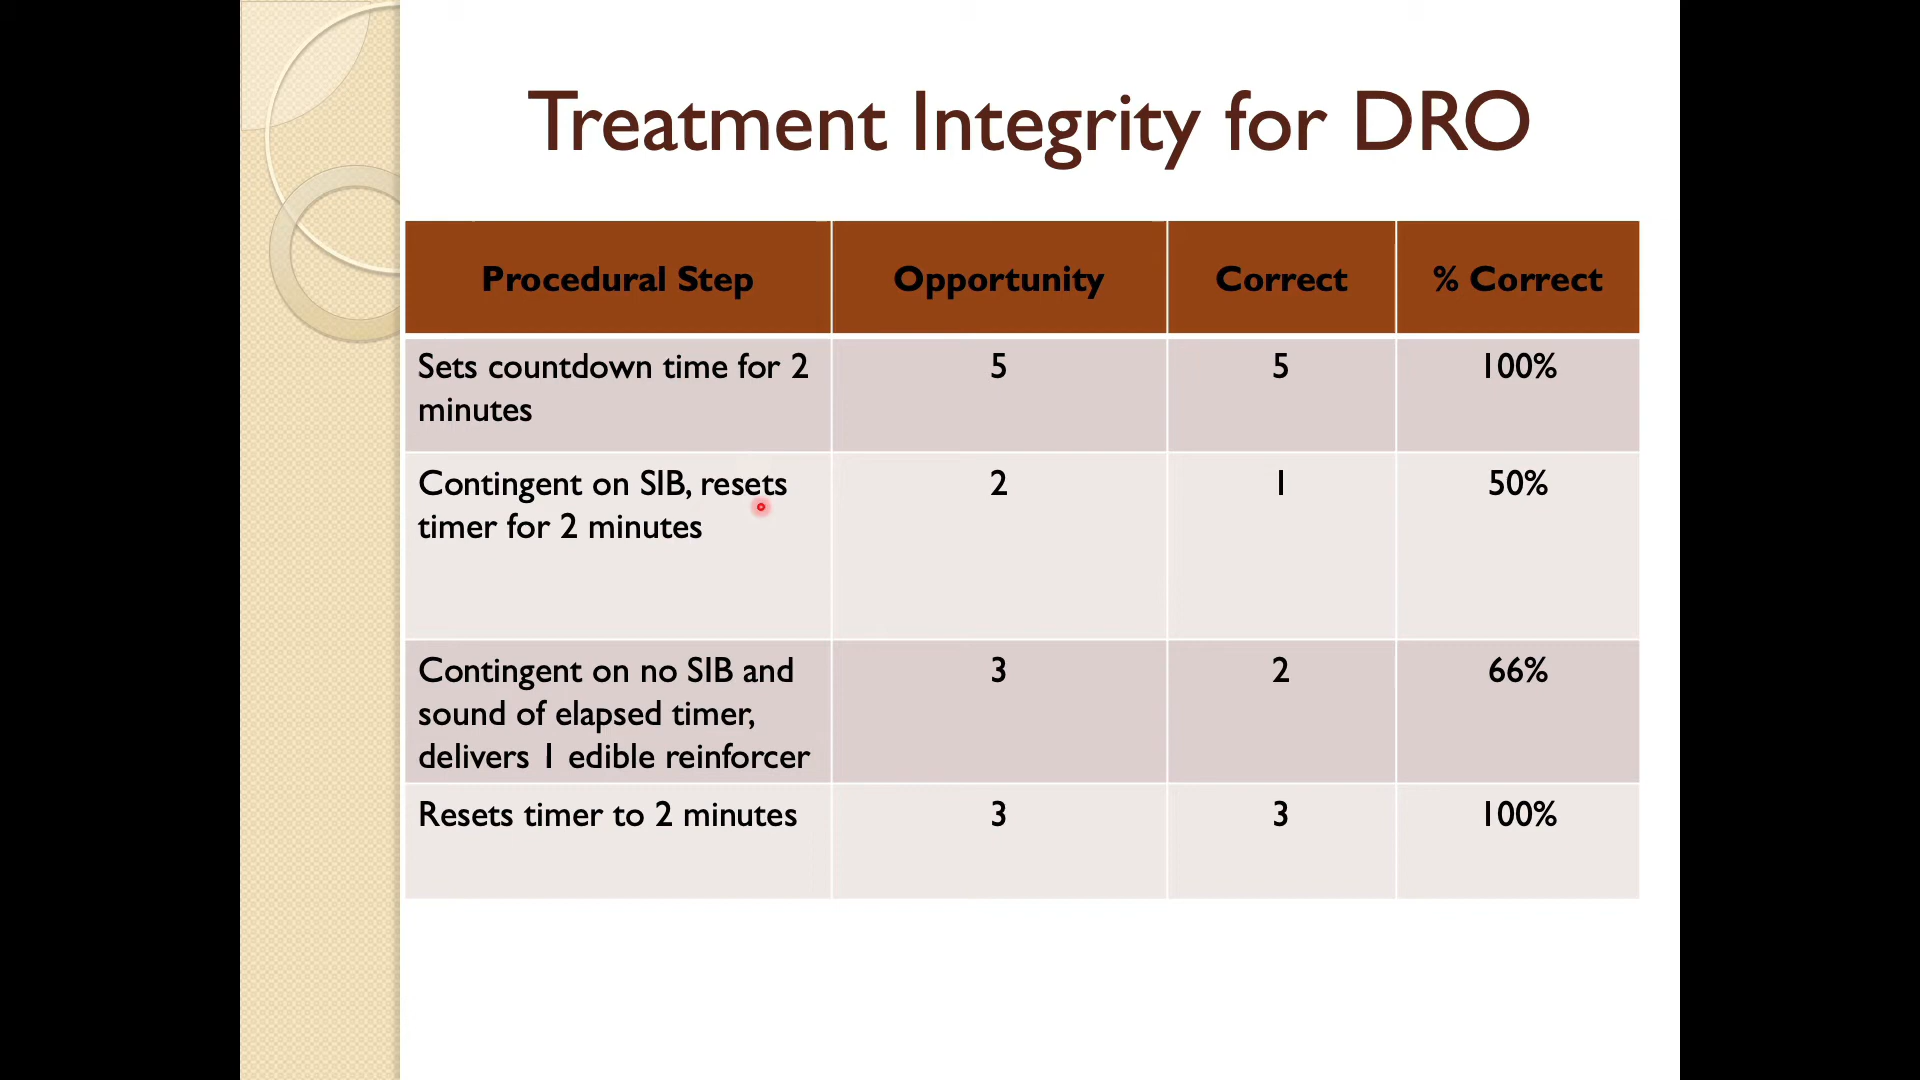 Treatment Integrity for DRO
Procedural Step Opportunity Correct % Correct
Sets countdown time for 2 5 5 100%
minutes
Contingent on SIB, resets 2 1 50%
timer for 2 minutes
Contingent on no SIB and 3 2 66%
sound of elapsed timer,
delivers 1 edible reinforcer
Resets timer to 2 minutes 3 3 100%